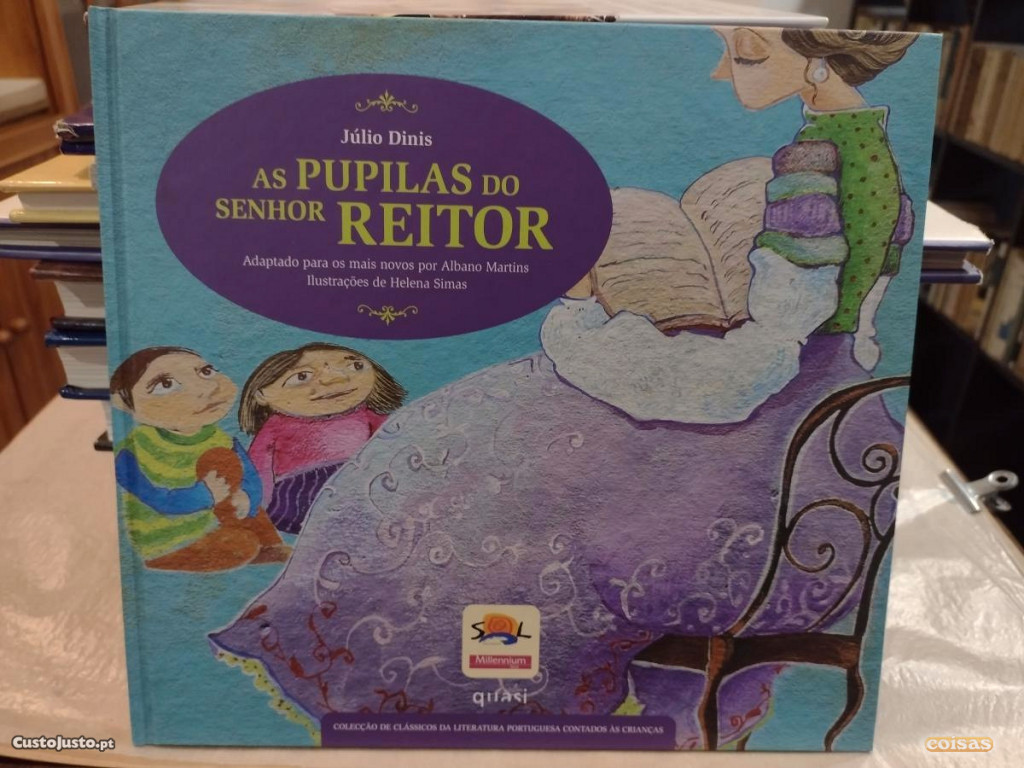 Júlio Dinis
AS PUPILAS DO
SENHOR REITOR
Adaptado para os mais novos por Albano Martins
Ilustrações de Helena Simas
SOL
Millennium
quasi
COLECÇÃO DE CLÁSSICOS DA LITERATURA PORTUGUESA CONTADOS ÀS CRIANÇAS
CustoJusto.pt
coisas